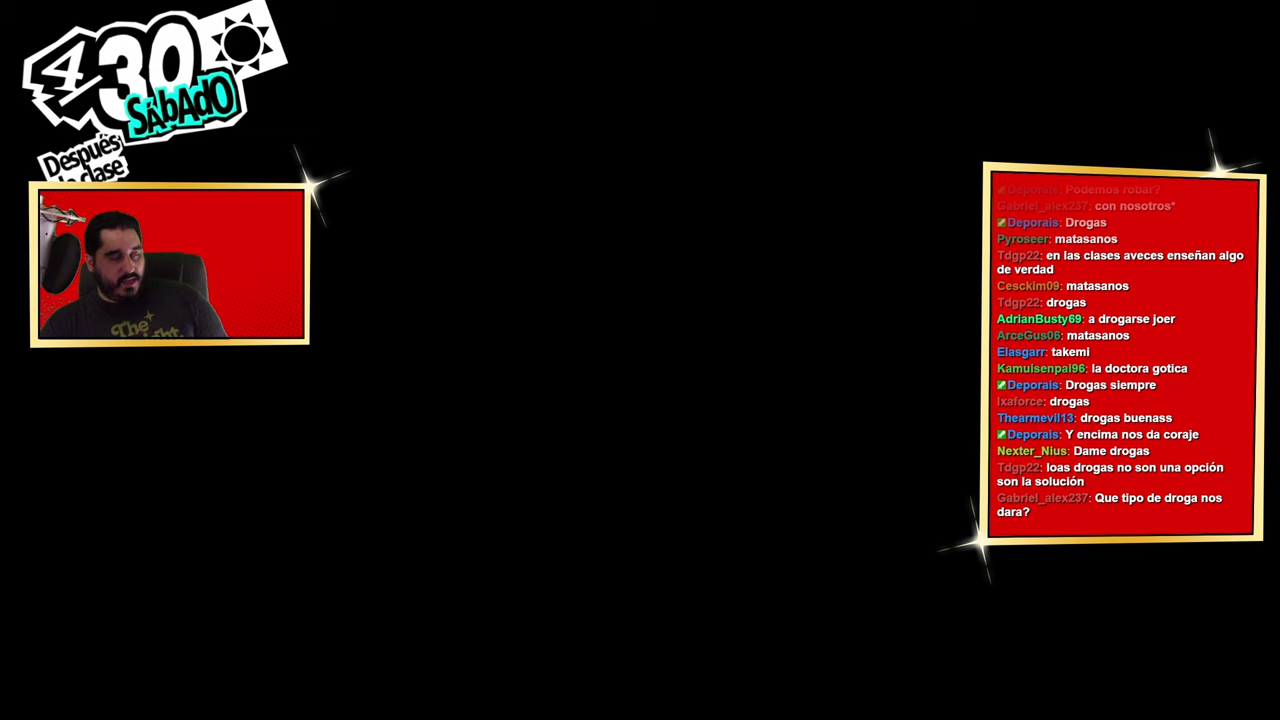 4 30
SábAdO
Después
de clase
The
Deporais: Podemos robar?
Gabriel_alex237: con nosotros*
Deporais: Drogas
Pyroseer: matasanos
Tdgp22: en las clases aveces enseñan algo
de verdad
Cesckim09: matasanos
Tdgp22: drogas
AdrianBusty69: a drogarse joer
ArceGus06: matasanos
Elasgarr: takemi
Kamuisenpai96: la doctora gotica
Deporais: Drogas siempre
Ixaforce: drogas
Thearmevil13: drogas buenass
Deporais: Y encima nos da coraje
Nexter_Nius: Dame drogas
Tdgp22: loas drogas no son una opción
son la solución
Gabriel_alex237: Que tipo de droga nos
dara?